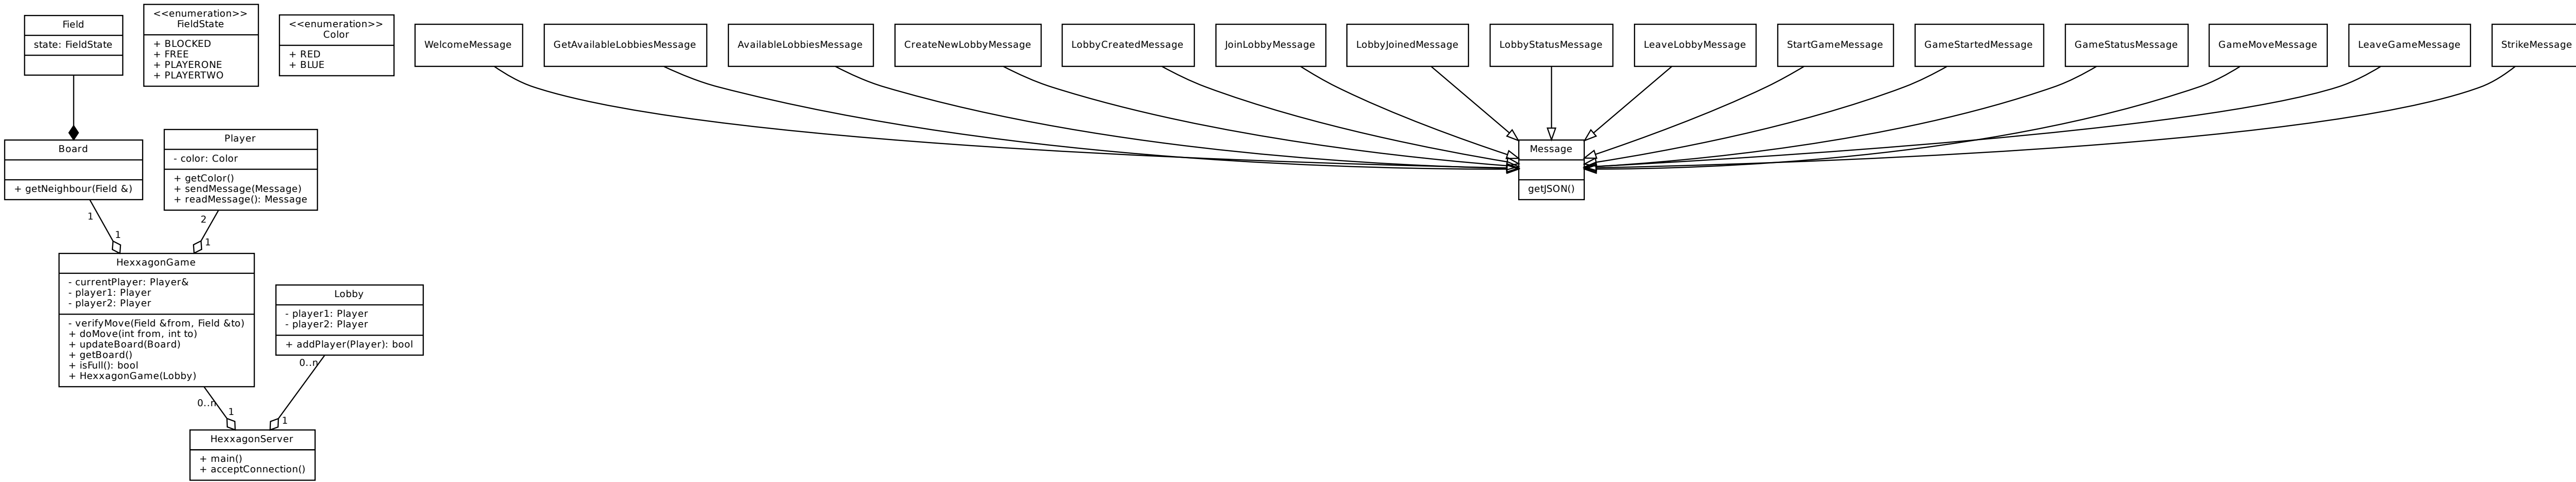 Field
state: FieldState
<<enumeration>>
FieldState
+ BLOCKED
+ FREE
+ PLAYERONE
+ PLAYERTWO
<<enumeration>>
Color
+ RED
+ BLUE
WelcomeMessage
GetAvailableLobbiesMessage
AvailableLobbiesMessage
CreateNewLobbyMessage
LobbyCreatedMessage
JoinLobbyMessage
LobbyJoinedMessage
LobbyStatusMessage
LeaveLobbyMessage
StartGameMessage
GameStartedMessage
GameStatusMessage
GameMoveMessage
LeaveGameMessage
StrikeMessage
Board
+ getNeighbour(Field &)
Player
- color: Color
+ getColor()
+ sendMessage(Message)
+ readMessage(): Message
Message
getJSON()
1
1
2
1
HexxagonGame
- currentPlayer: Player&
- player1: Player
- player2: Player
- verifyMove(Field &from, Field &to)
+ doMove(int from, int to)
+ updateBoard(Board)
+ getBoard()
+ isFull(): bool
+ HexxagonGame(Lobby)
Lobby
- player1: Player
- player2: Player
+ addPlayer(Player): bool
0..n
1
0..n
1
HexxagonServer
+ main()
+ acceptConnection()